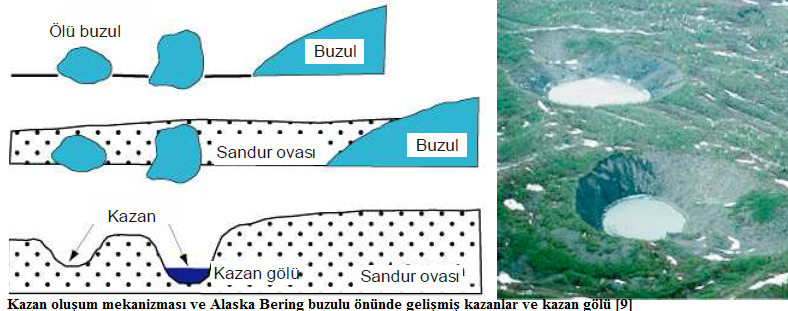 Ölü buzul
Buzul
Sandur ovası
Buzul
Kazan
Kazan gölü
Sandur ovası
Kazan oluşum mekanizması ve Alaska Bering buzulu önünde gelişmiş kazanlar ve kazan gölü [9]